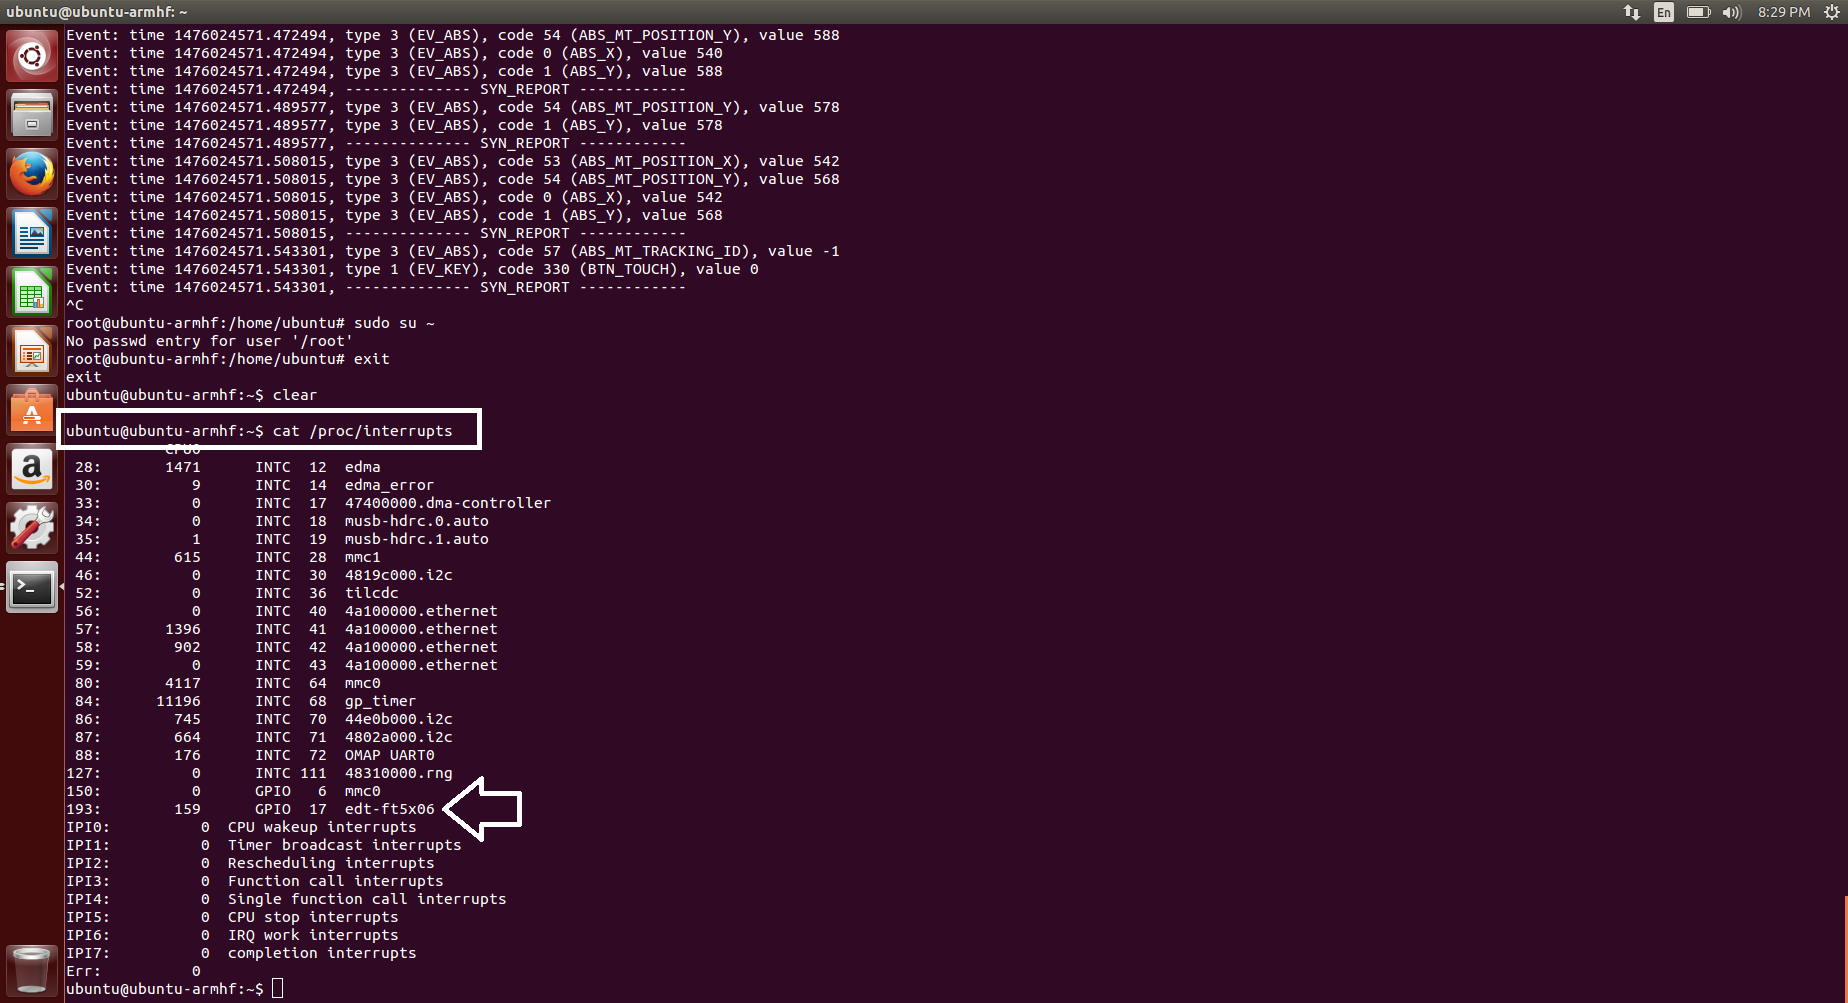 ubuntu@ubuntu-armhf: ~
En
8:29 PM
Event: time 1476024571.472494, type 3 (EV_ABS), code 54 (ABS_MT_POSITION_Y), value 588
Event: time 1476024571.472494, type 3 (EV_ABS), code 0 (ABS_X), value 540
Event: time 1476024571.472494, type 3 (EV_ABS), code 1 (ABS_Y), value 588
Event: time 1476024571.472494, -------------- SYN_REPORT ------------
Event: time 1476024571.489577, type 3 (EV_ABS), code 54 (ABS_MT_POSITION_Y), value 578
Event: time 1476024571.489577, type 3 (EV_ABS), code 1 (ABS_Y), value 578
Event: time 1476024571.489577, -------------- SYN_REPORT ------------
Event: time 1476024571.508015, type 3 (EV_ABS), code 53 (ABS_MT_POSITION_X), value 542
Event: time 1476024571.508015, type 3 (EV_ABS), code 54 (ABS_MT_POSITION_Y), value 568
Event: time 1476024571.508015, type 3 (EV_ABS), code 0 (ABS_X), value 542
Event: time 1476024571.508015, type 3 (EV_ABS), code 1 (ABS_Y), value 568
Event: time 1476024571.508015, -------------- SYN_REPORT ------------
Event: time 1476024571.543301, type 3 (EV_ABS), code 57 (ABS_MT_TRACKING_ID), value -1
Event: time 1476024571.543301, type 1 (EV_KEY), code 330 (BTN_TOUCH), value 0
Event: time 1476024571.543301, -------------- SYN_REPORT ------------
^C
root@ubuntu-armhf:/home/ubuntu# sudo su ~
No passwd entry for user '/root'
root@ubuntu-armhf:/home/ubuntu# exit
exit
ubuntu@ubuntu-armhf:~$ clear
ubuntu@ubuntu-armhf:~$ cat /proc/interrupts
CPU0
28: 1471 INTC 12 edma
30: 9 INTC 14 edma_error
33: 0 INTC 17 47400000.dma-controller
34: 0 INTC 18 musb-hdrc.0.auto
35: 1 INTC 19 musb-hdrc.1.auto
44: 615 INTC 28 mmc1
46: 0 INTC 30 4819c000.i2c
52: 0 INTC 36 tilcdc
56: 0 INTC 40 4a100000.ethernet
57: 1396 INTC 41 4a100000.ethernet
58: 902 INTC 42 4a100000.ethernet
59: 0 INTC 43 4a100000.ethernet
80: 4117 INTC 64 mmc0
84: 11196 INTC 68 gp_timer
86: 745 INTC 70 44e0b000.i2c
87: 664 INTC 71 4802a000.i2c
88: 176 INTC 72 OMAP UART0
127: 0 INTC 111 48310000.rng
150: 0 GPIO 6 mmc0
193: 159 GPIO 17 edt-ft5x06
IPI0: 0 CPU wakeup interrupts
IPI1: 0 Timer broadcast interrupts
IPI2: 0 Rescheduling interrupts
IPI3: 0 Function call interrupts
IPI4: 0 Single function call interrupts
IPI5: 0 CPU stop interrupts
IPI6: 0 IRQ work interrupts
IPI7: 0 completion interrupts
Err: 0
ubuntu@ubuntu-armhf:~$